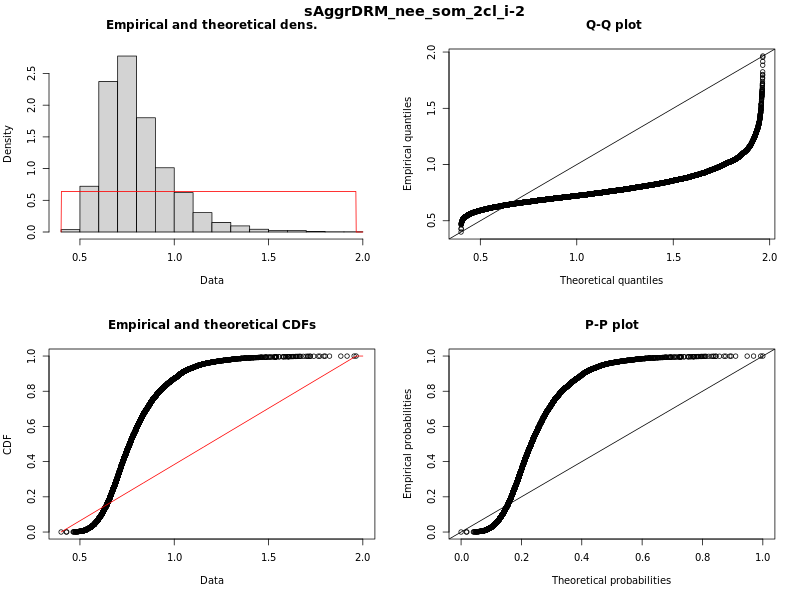 sAggrDRM_nee_som_2cl_i-2
Empirical and theoretical dens.
Density
0.0 0.5 1.0 1.5 2.0 2.5
0.5 1.0 1.5 2.0
Data
Q-Q plot
Empirical quantiles
0.5 1.0 1.5 2.0
0.5 1.0 1.5 2.0
Theoretical quantiles
Empirical and theoretical CDFs
CDF
0.0 0.2 0.4 0.6 0.8 1.0
0.5 1.0 1.5 2.0
Data
P-P plot
Empirical probabilities
0.0 0.2 0.4 0.6 0.8 1.0
0.0 0.2 0.4 0.6 0.8 1.0
Theoretical probabilities